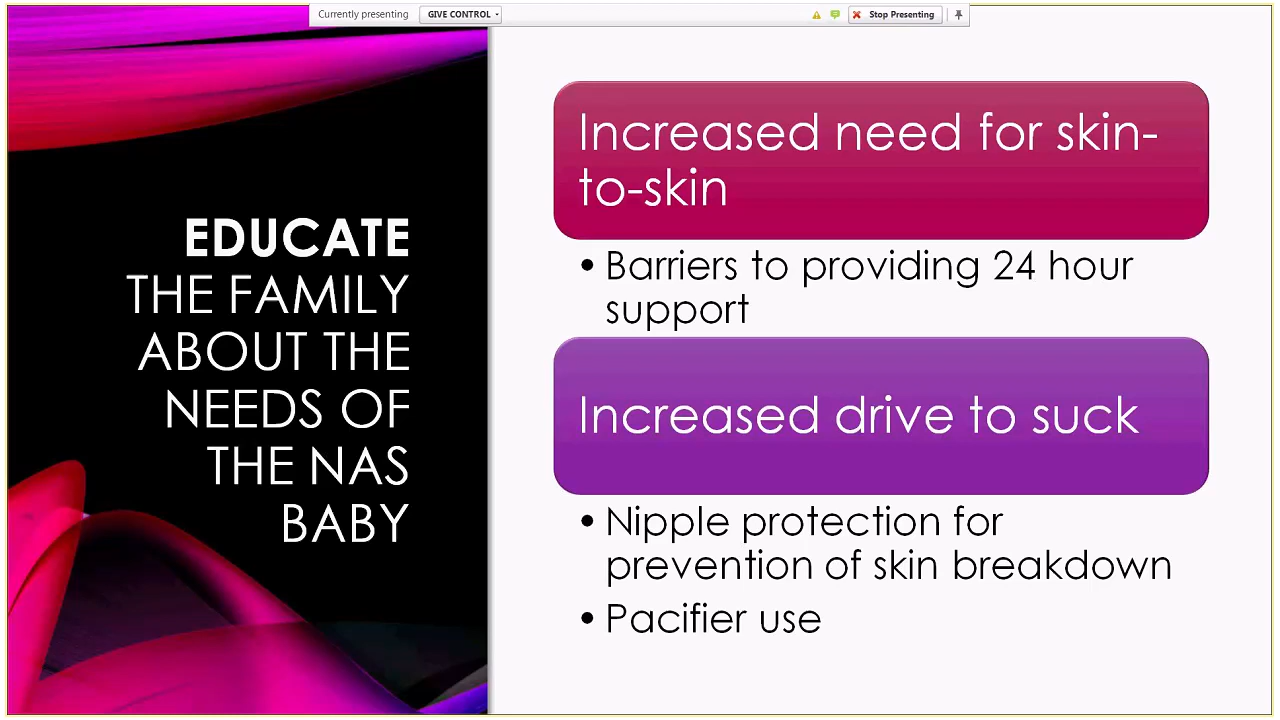 Currently presenting
GIVE CONTROL
Stop Presenting
EDUCATE
THE FAMILY
ABOUT THE
NEEDS OF
THE NAS
BABY
Increased need for skin-
to-skin
• Barriers to providing 24 hour
support
Increased drive to suck
• Nipple protection for
prevention of skin breakdown
• Pacifier use